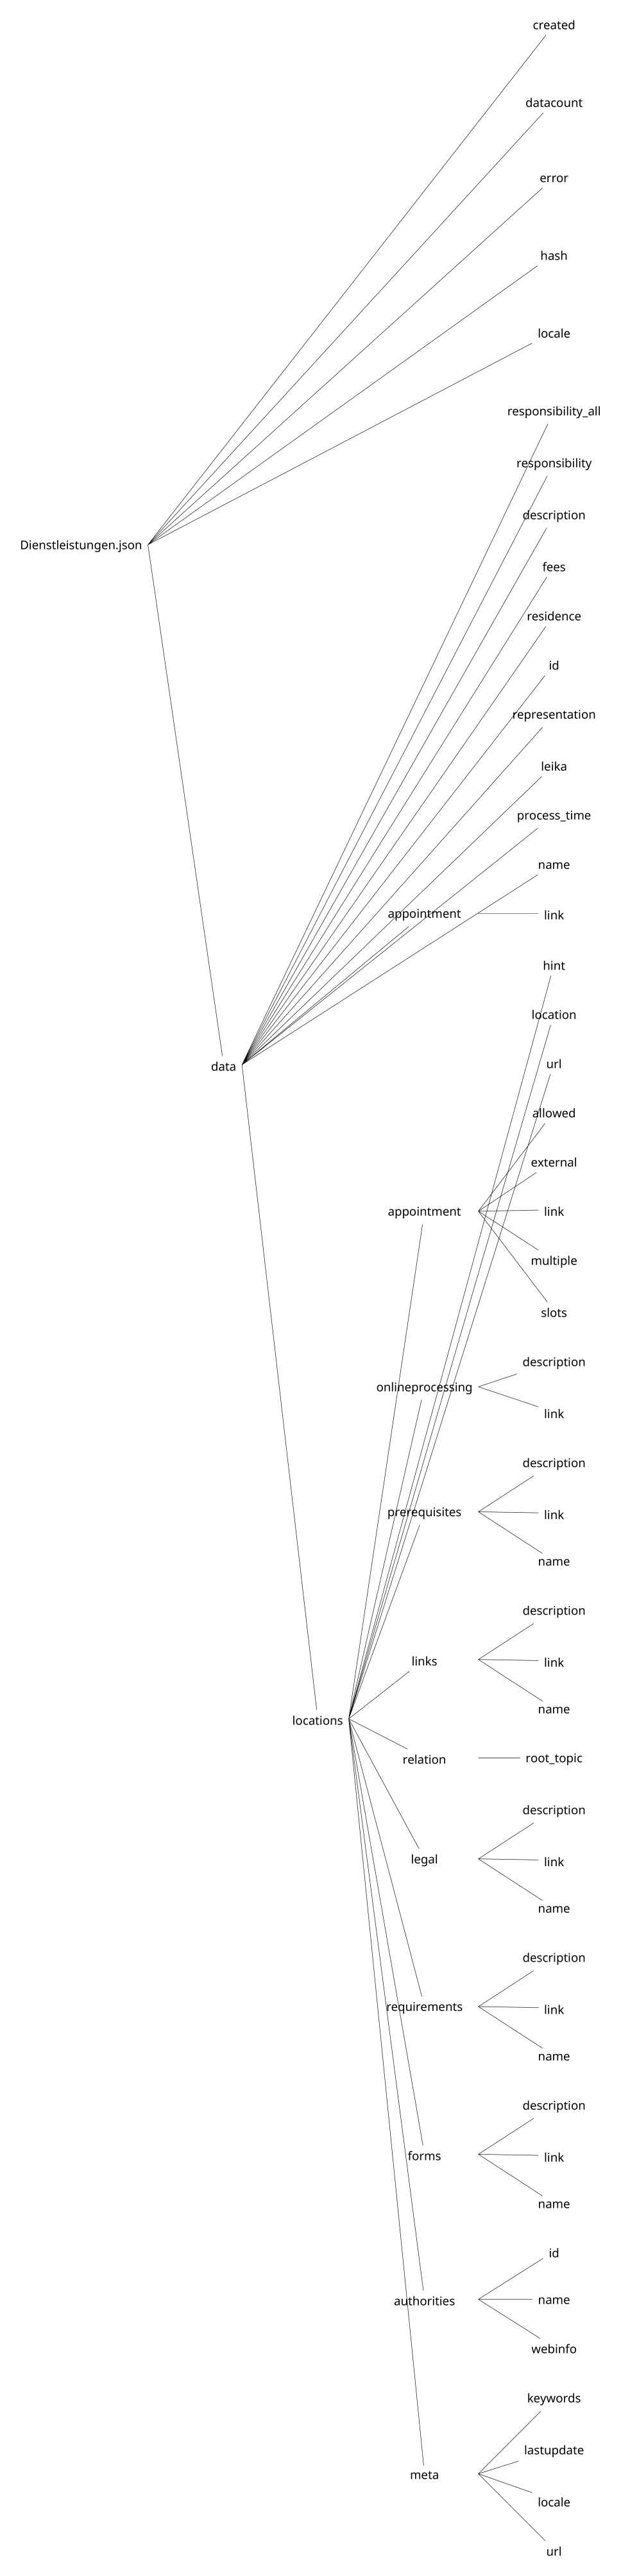 created
datacount
error
hash
locale
responsibility_all
responsibility
description
Dienstleistungen.json
fees
residence
id
representation
leika
process_time
name
appointment
link
hint
location
data
url
allowed
external
appointment
link
multiple
slots
description
onlineprocessing
link
description
prerequisites
link
name
description
links
link
name
locations
relation
root_topic
description
legal
link
name
description
requirements
link
name
description
forms
link
name
id
authorities
name
webinfo
keywords
lastupdate
meta
locale
url